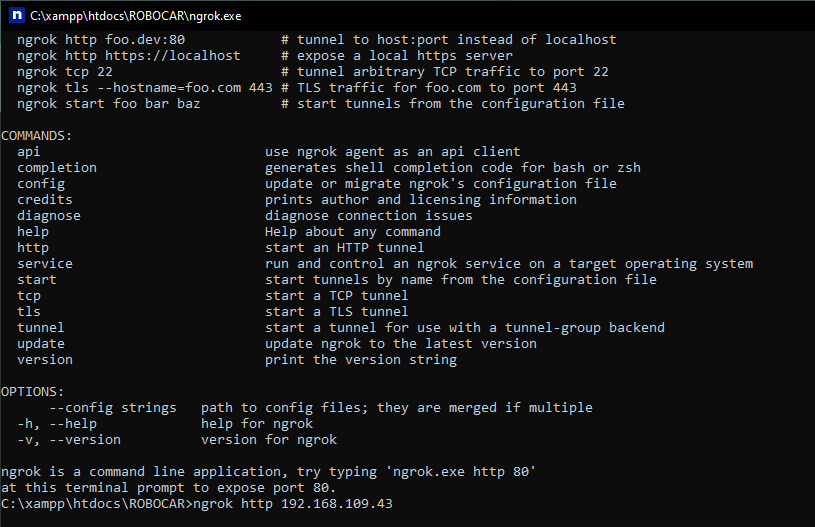 n C:\xampp\htdocs\ROBOCAR\ngrok.exe
  ngrok http foo.dev:80            # tunnel to host:port instead of localhost
  ngrok http https://localhost     # expose a local https server
  ngrok tcp 22                     # tunnel arbitrary TCP traffic to port 22
  ngrok tls --hostname=foo.com 443 # TLS traffic for foo.com to port 443
  ngrok start foo bar baz          # start tunnels from the configuration file
COMMANDS:
  api                            use ngrok agent as an api client
  completion                     generates shell completion code for bash or zsh
  config                         update or migrate ngrok's configuration file
  credits                        prints author and licensing information
  diagnose                       diagnose connection issues
  help                           Help about any command
  http                           start an HTTP tunnel
  service                        run and control an ngrok service on a target operating system
  start                          start tunnels by name from the configuration file
  tcp                            start a TCP tunnel
  tls                            start a TLS tunnel
  tunnel                         start a tunnel for use with a tunnel-group backend
  update                         update ngrok to the latest version
  version                        print the version string
OPTIONS:
      --config strings   path to config files; they are merged if multiple
  -h, --help             help for ngrok
  -v, --version          version for ngrok
ngrok is a command line application, try typing 'ngrok.exe http 80'
at this terminal prompt to expose port 80.
C:\xampp\htdocs\ROBOCAR>ngrok http 192.168.109.43